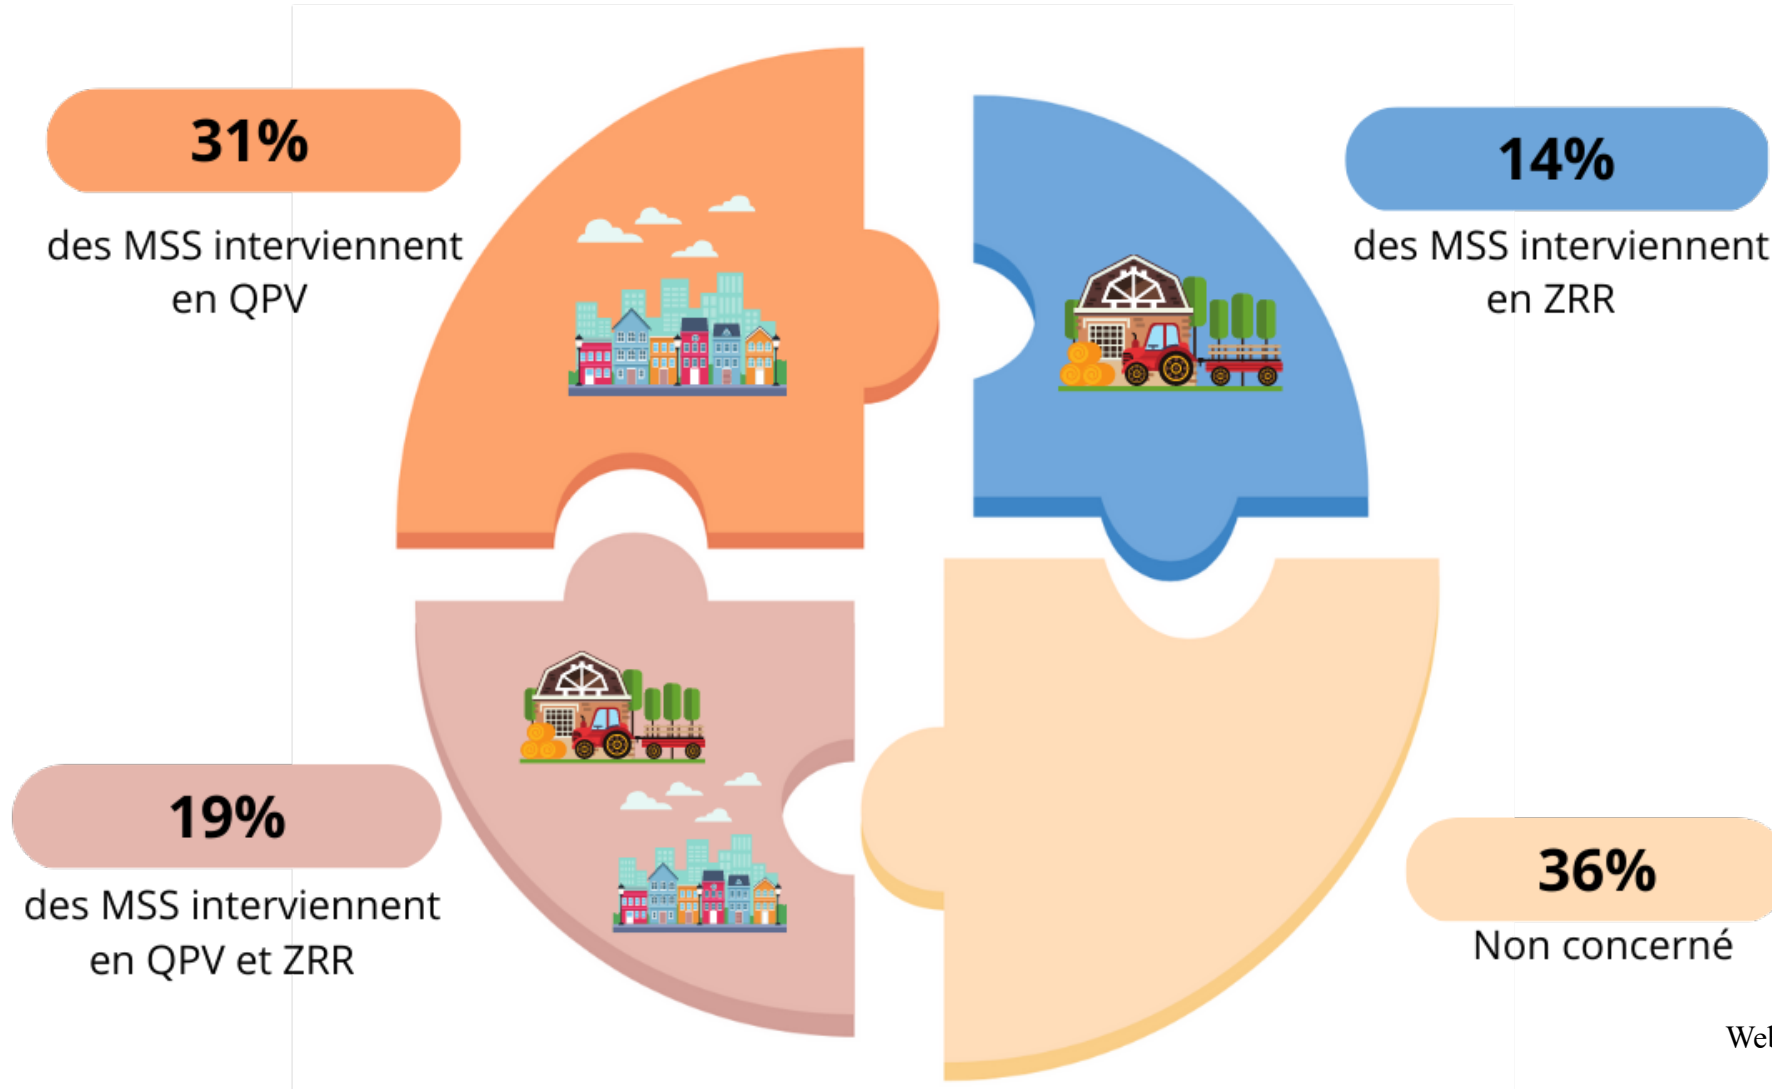 31%
des MSS interviennent
en QPV
14%
des MSS interviennent
en ZRR
19%
des MSS interviennent
en QPV et ZRR
36%
Non concerné